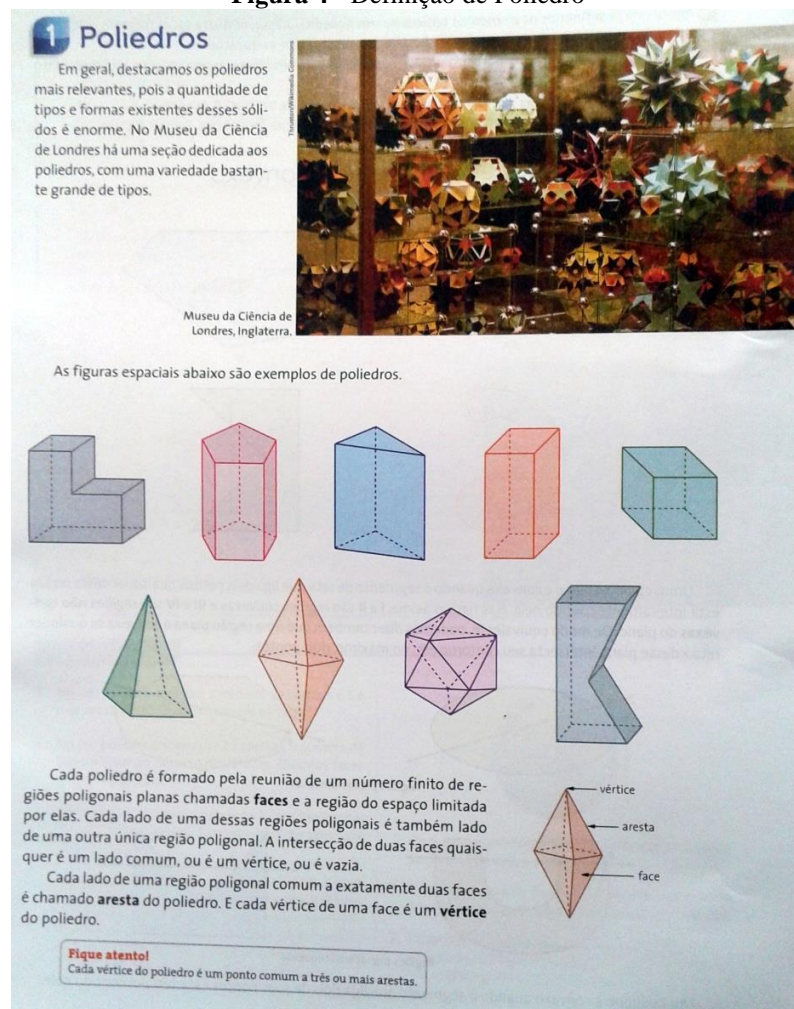 Figura 4 - Definição de Poliedro
1 Poliedros
Em geral, destacamos os poliedros
mais relevantes, pois a quantidade de
tipos e formas existentes desses sóli-
dos é enorme. No Museu da Ciência
de Londres há uma seção dedicada aos
poliedros, com uma variedade bastan-
te grande de tipos.
Museu da Ciência de
Londres, Inglaterra.
As figuras espaciais abaixo são exemplos de poliedros.
Cada poliedro é formado pela reunião de um número finito de re-
giões poligonais planas chamadas faces e a região do espaço limitada
por elas. Cada lado de uma dessas regiões poligonais é também lado
de uma outra única região poligonal. A intersecção de duas faces quais-
quer é um lado comum, ou é um vértice, ou é vazia.
Cada lado de uma região poligonal comum a exatamente duas faces
é chamado aresta do poliedro. E cada vértice de uma face é um vértice
do poliedro.
vértice
aresta
face
Fique atento!
Cada vértice do poliedro é um ponto comum a três ou mais arestas.